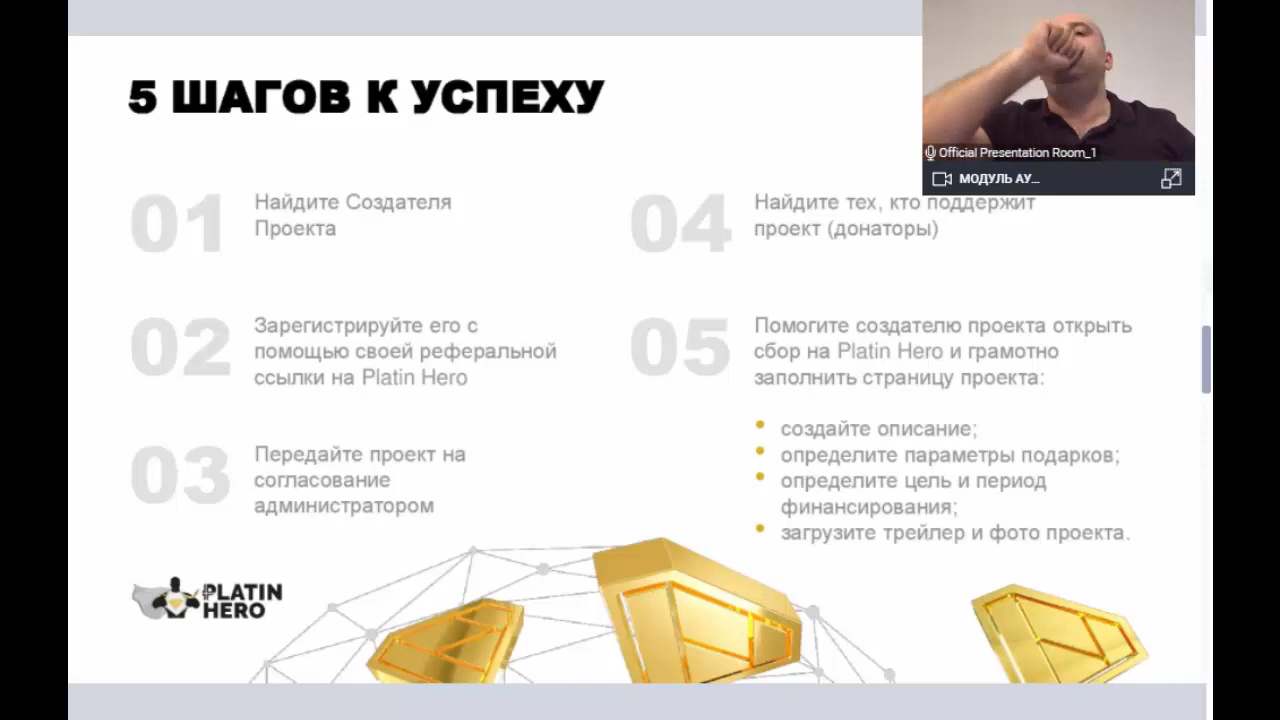 5 ШАГОВ К УСПЕХУ
Official Presentation Room_1
МОДУЛЬ АУ...
01
Найдите Создателя
Проекта
02
Зарегистрируйте его с
помощью своей реферальной
ссылки на Platin Hero
03
Передайте проект на
согласование
администратором
04
Найдите тех, кто поддержит
проект (донаторы)
05
Помогите создателю проекта открыть
сбор на Platin Hero и грамотно
заполнить страницу проекта:
создайте описание;
определите параметры подарков;
определите цель и период
финансирования;
загрузите трейлер и фото проекта.
PLATIN
HERO